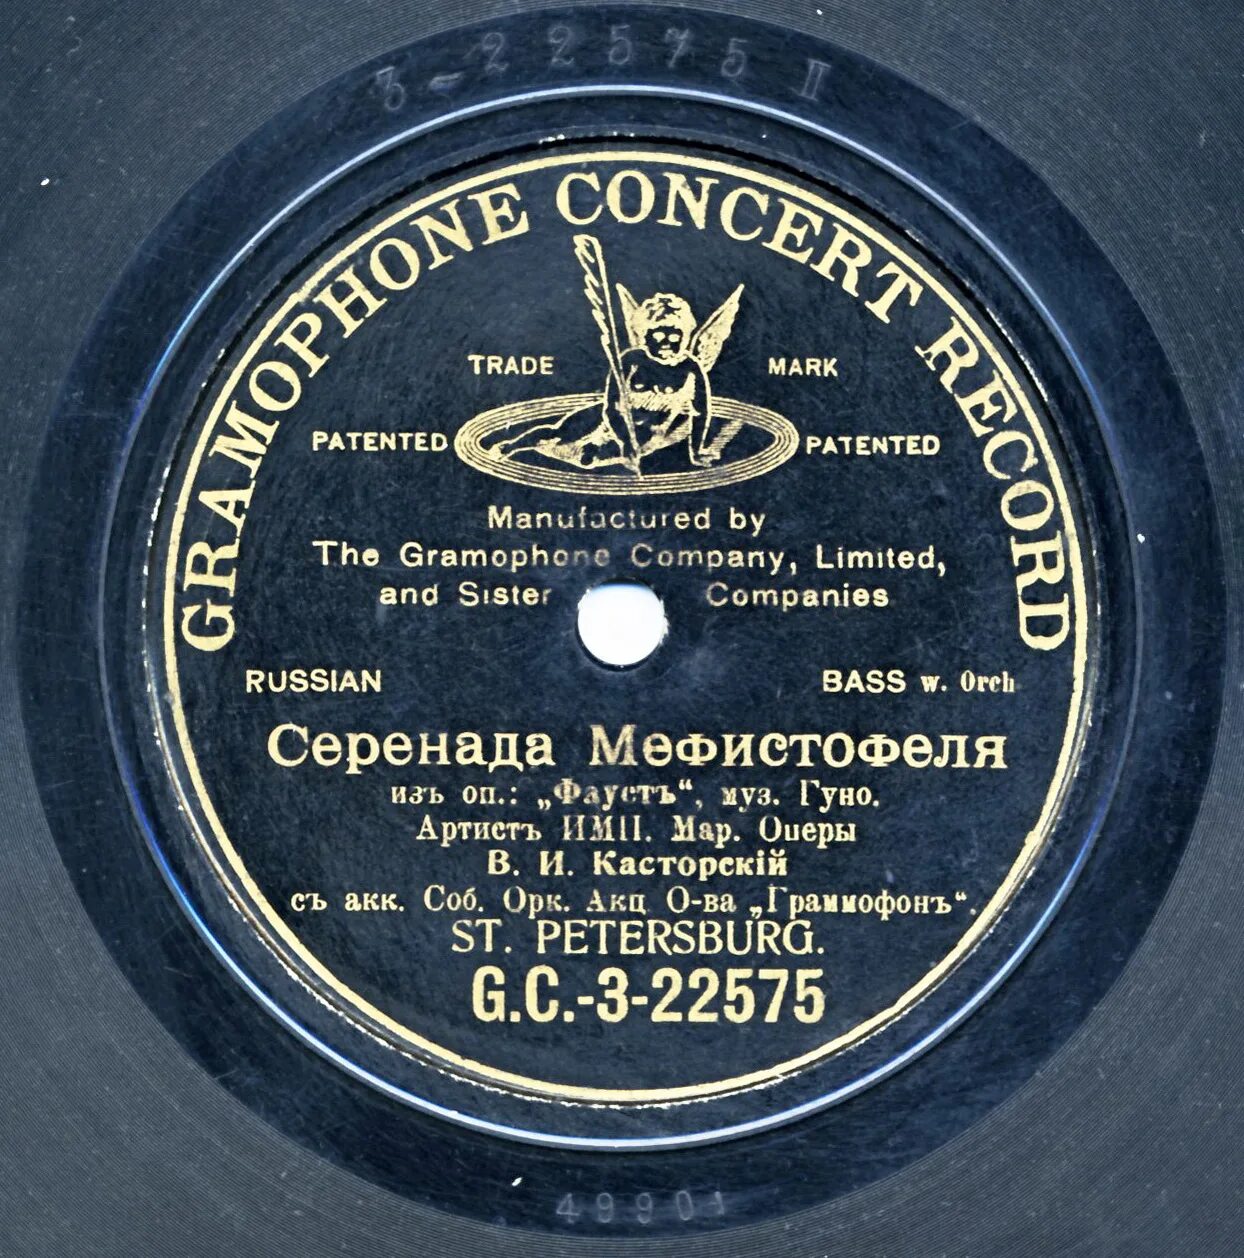 3-22575 II
GRAMOPHONE CONCERT RECORD
TRADE MARK
PATENTED PATENTED
Manufactured by
The Gramophone Company, Limited,
and Sister Companies
RUSSIAN BASS w. Orch
Серенада Мефистофеля
изъ оп.: „Фаустъ“, муз. Гуно.
Артистъ ИМП. Мар. Оперы
В. И. Касторскій
съ акк. Соб. Орк. Акц О-ва „Граммофонъ“.
ST. PETERSBURG.
G.C.-3-22575
49901